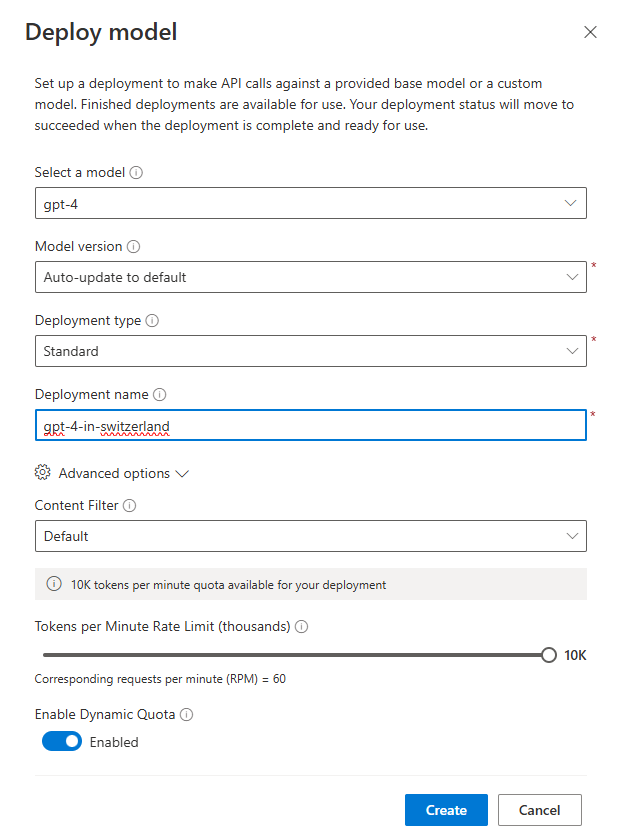 Deploy model
Set up a deployment to make API calls against a provided base model or a custom
model. Finished deployments are available for use. Your deployment status will move to
succeeded when the deployment is complete and ready for use.
Select a model
gpt-4
Model version
Auto-update to default
*
Deployment type
Standard
*
Deployment name
gpt-4-in-switzerland
*
Advanced options
Content Filter
Default
10K tokens per minute quota available for your deployment
Tokens per Minute Rate Limit (thousands)
10K
Corresponding requests per minute (RPM) = 60
Enable Dynamic Quota
Enabled
Create Cancel